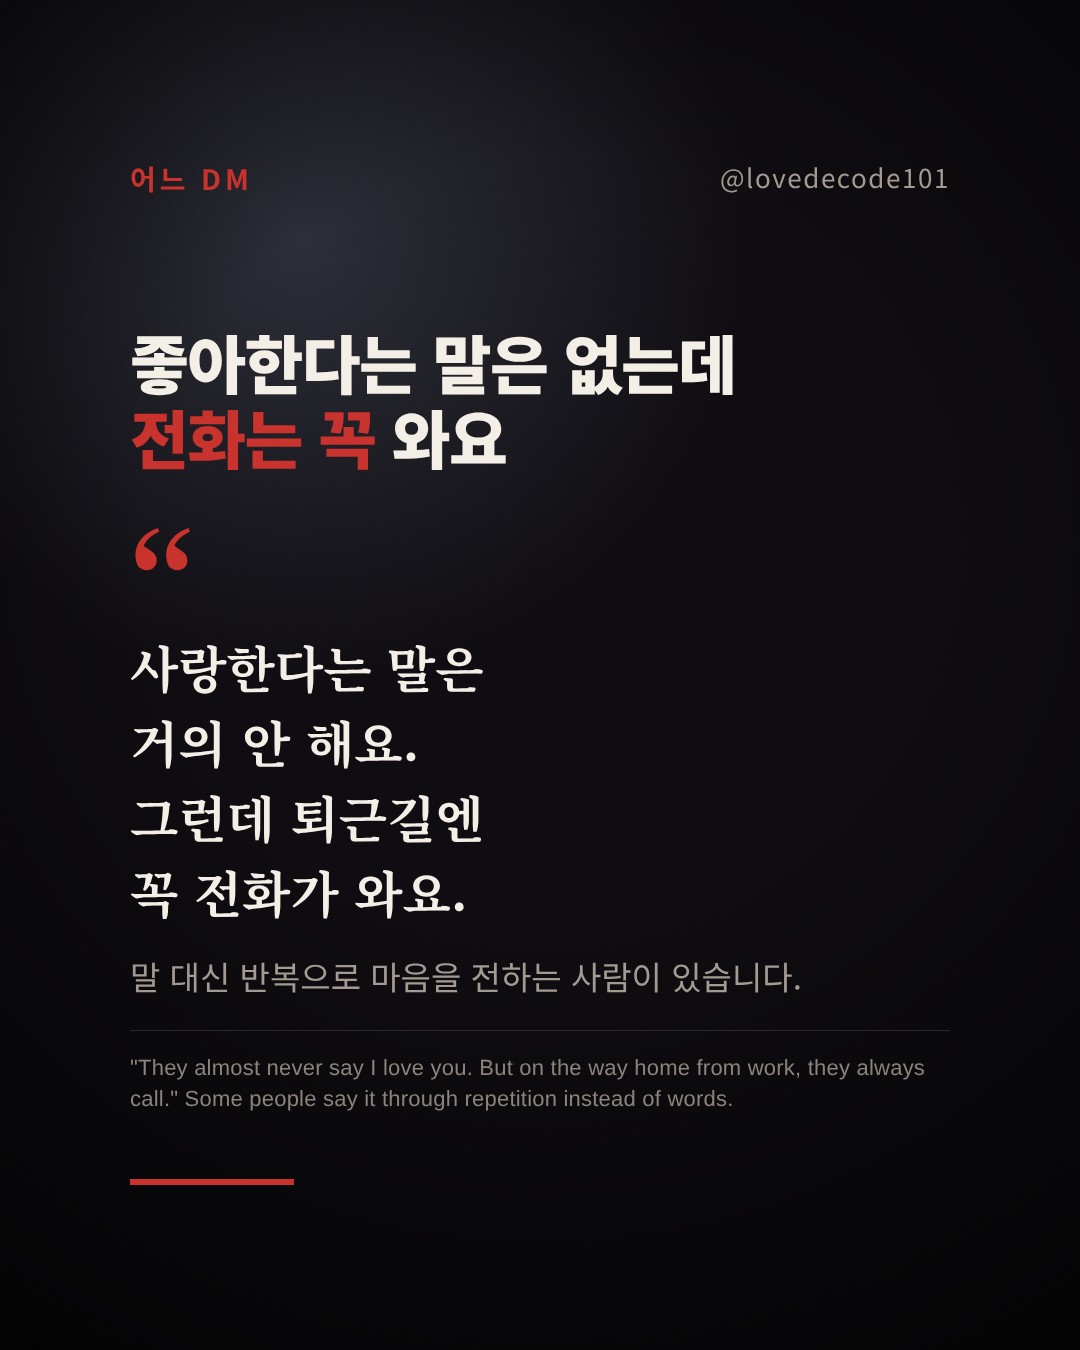 어느 DM
@lovedecode101
좋아한다는 말은 없는데
전화는 꼭 와요
“
사랑한다는 말은
거의 안 해요.
그런데 퇴근길엔
꼭 전화가 와요.
말 대신 반복으로 마음을 전하는 사람이 있습니다.
"They almost never say I love you. But on the way home from work, they always
call." Some people say it through repetition instead of words.